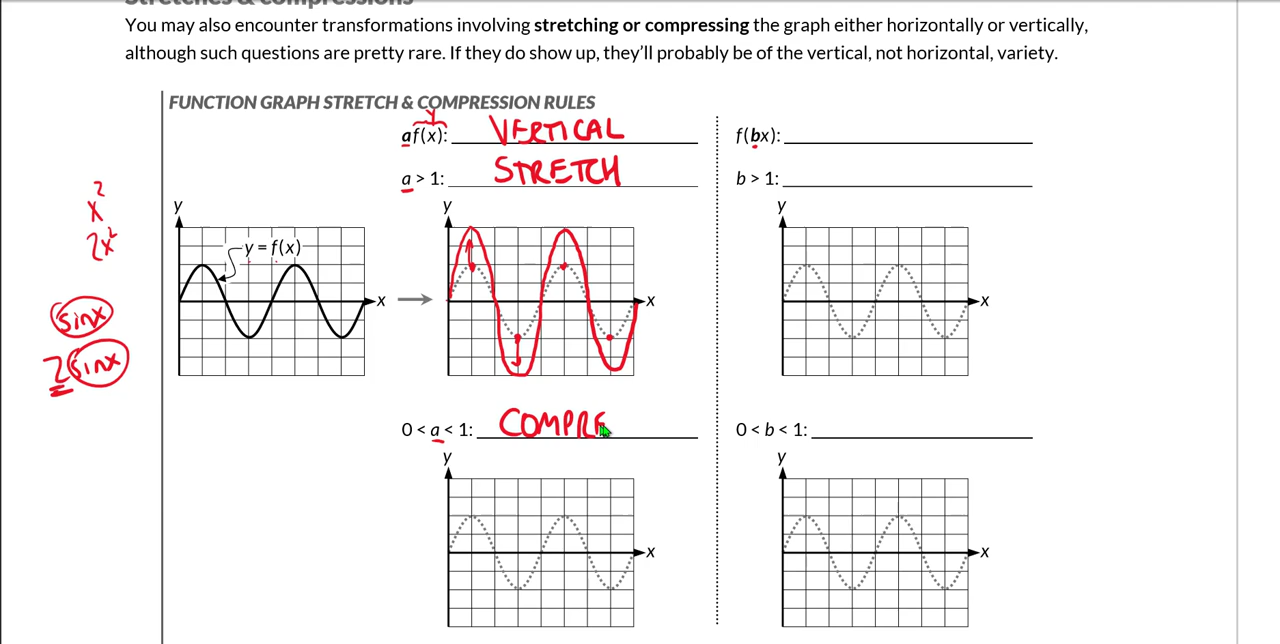 Stretches & Compressions
You may also encounter transformations involving stretching or compressing the graph either horizontally or vertically,
although such questions are pretty rare. If they do show up, they'll probably be of the vertical, not horizontal, variety.
FUNCTION GRAPH STRETCH & COMPRESSION RULES
y
af(x): VERTICAL
f(bx):
a > 1: STRETCH
b > 1:
x²
2x²
sinx
2sinx
y
y = f(x)
x
y
x
y
x
0 < a < 1: COMPRE
0 < b < 1:
y
x
y
x